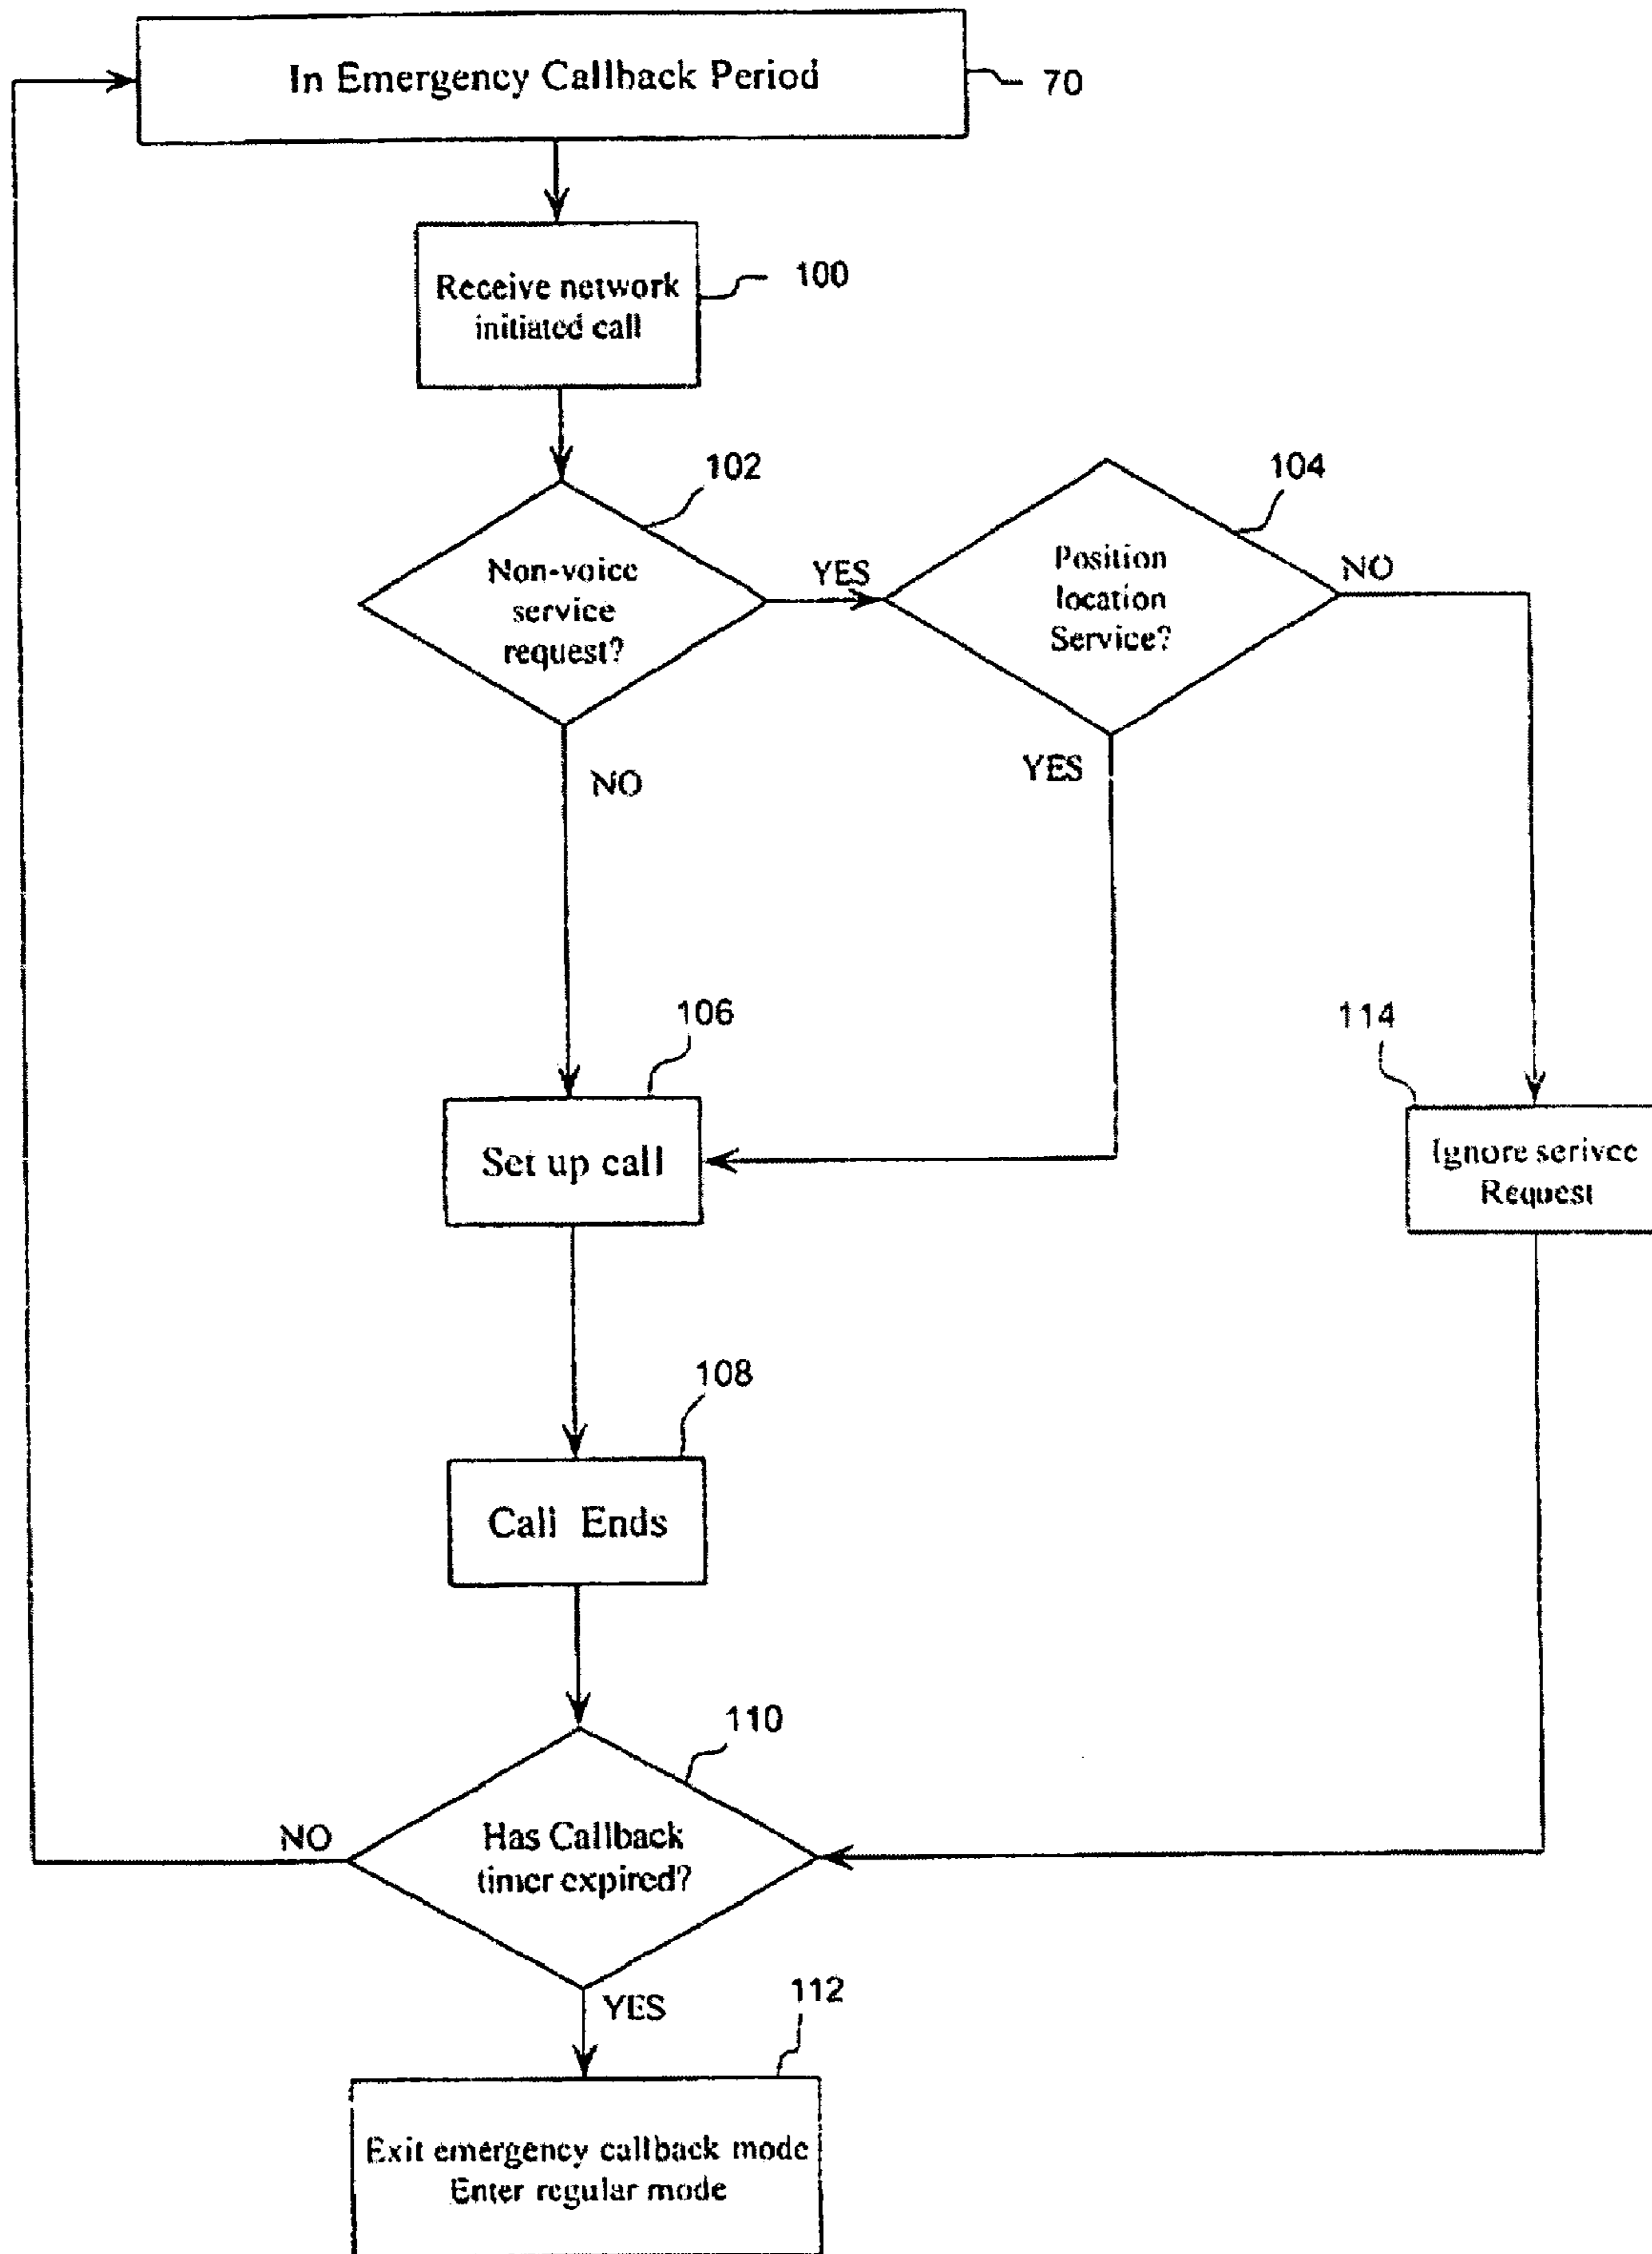 In Emergency Callback Period
70
Receive network
initiated call
100
102
Non-voice
service
request?
YES
104
Position
location
Service?
NO
NO
YES
106
Set up call
114
Ignore serivce
Request
108
Call Ends
110
Has Callback
timer expired?
NO
YES
112
Exit emergency callback mode
Enter regular mode